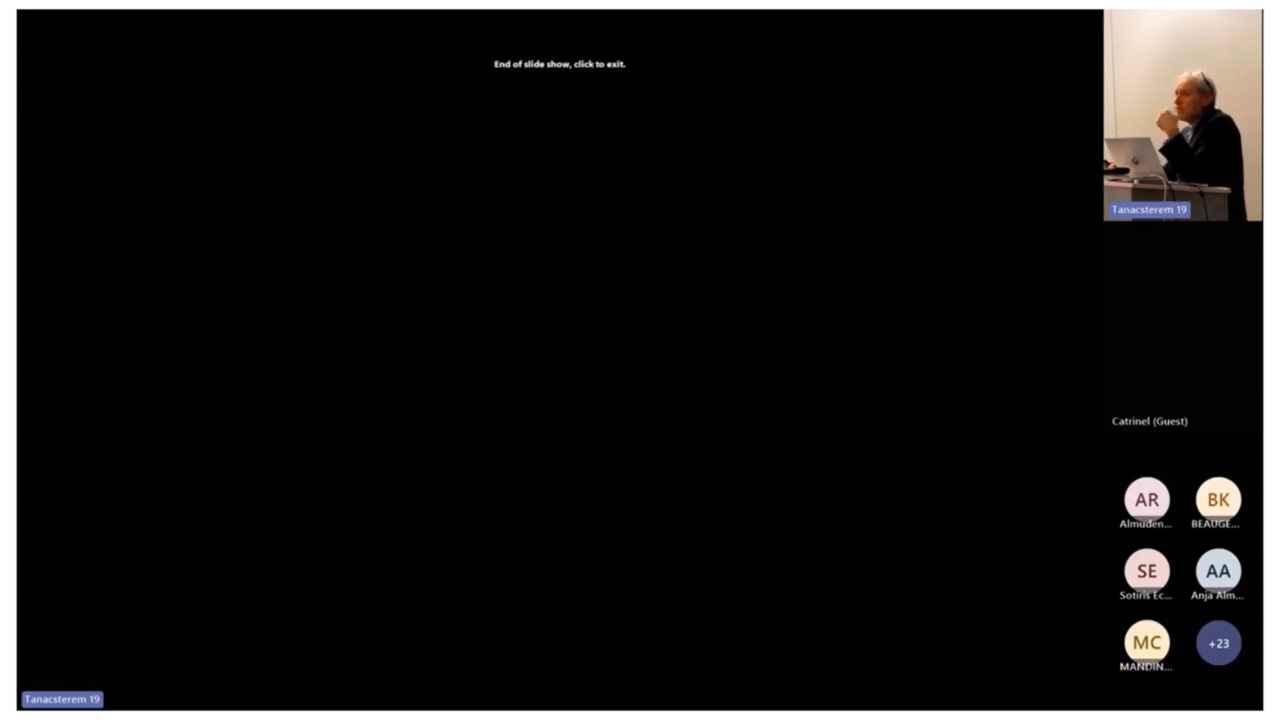 End of slide show, click to exit.
Tanacsterem 19
Catrinel (Guest)
AR
BK
Almuden...
BEAUGE...
SE
AA
Sotiris Ec...
Anja Alm...
MC
+23
MANDIN...
Tanacsterem 19